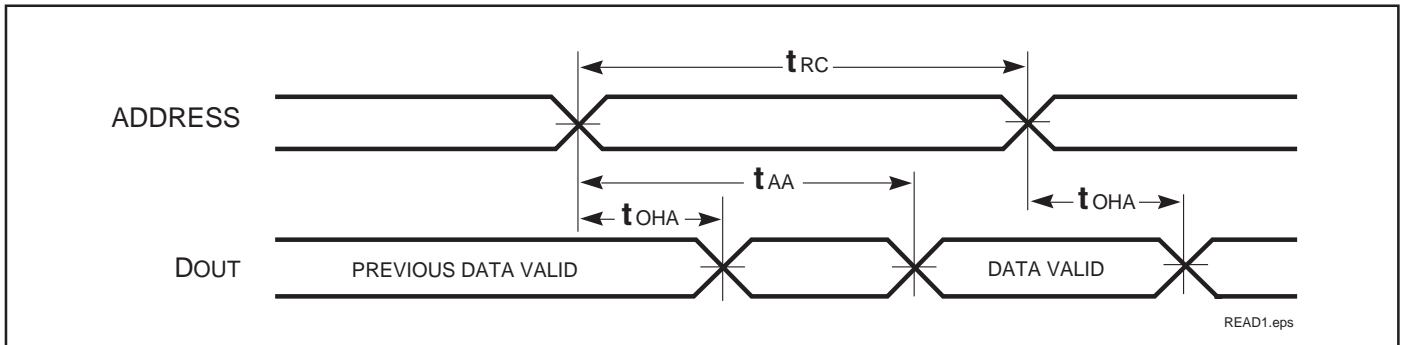 tRC
ADDRESS
tAA
tOHA
tOHA
DOUT
PREVIOUS DATA VALID
DATA VALID
READ1.eps